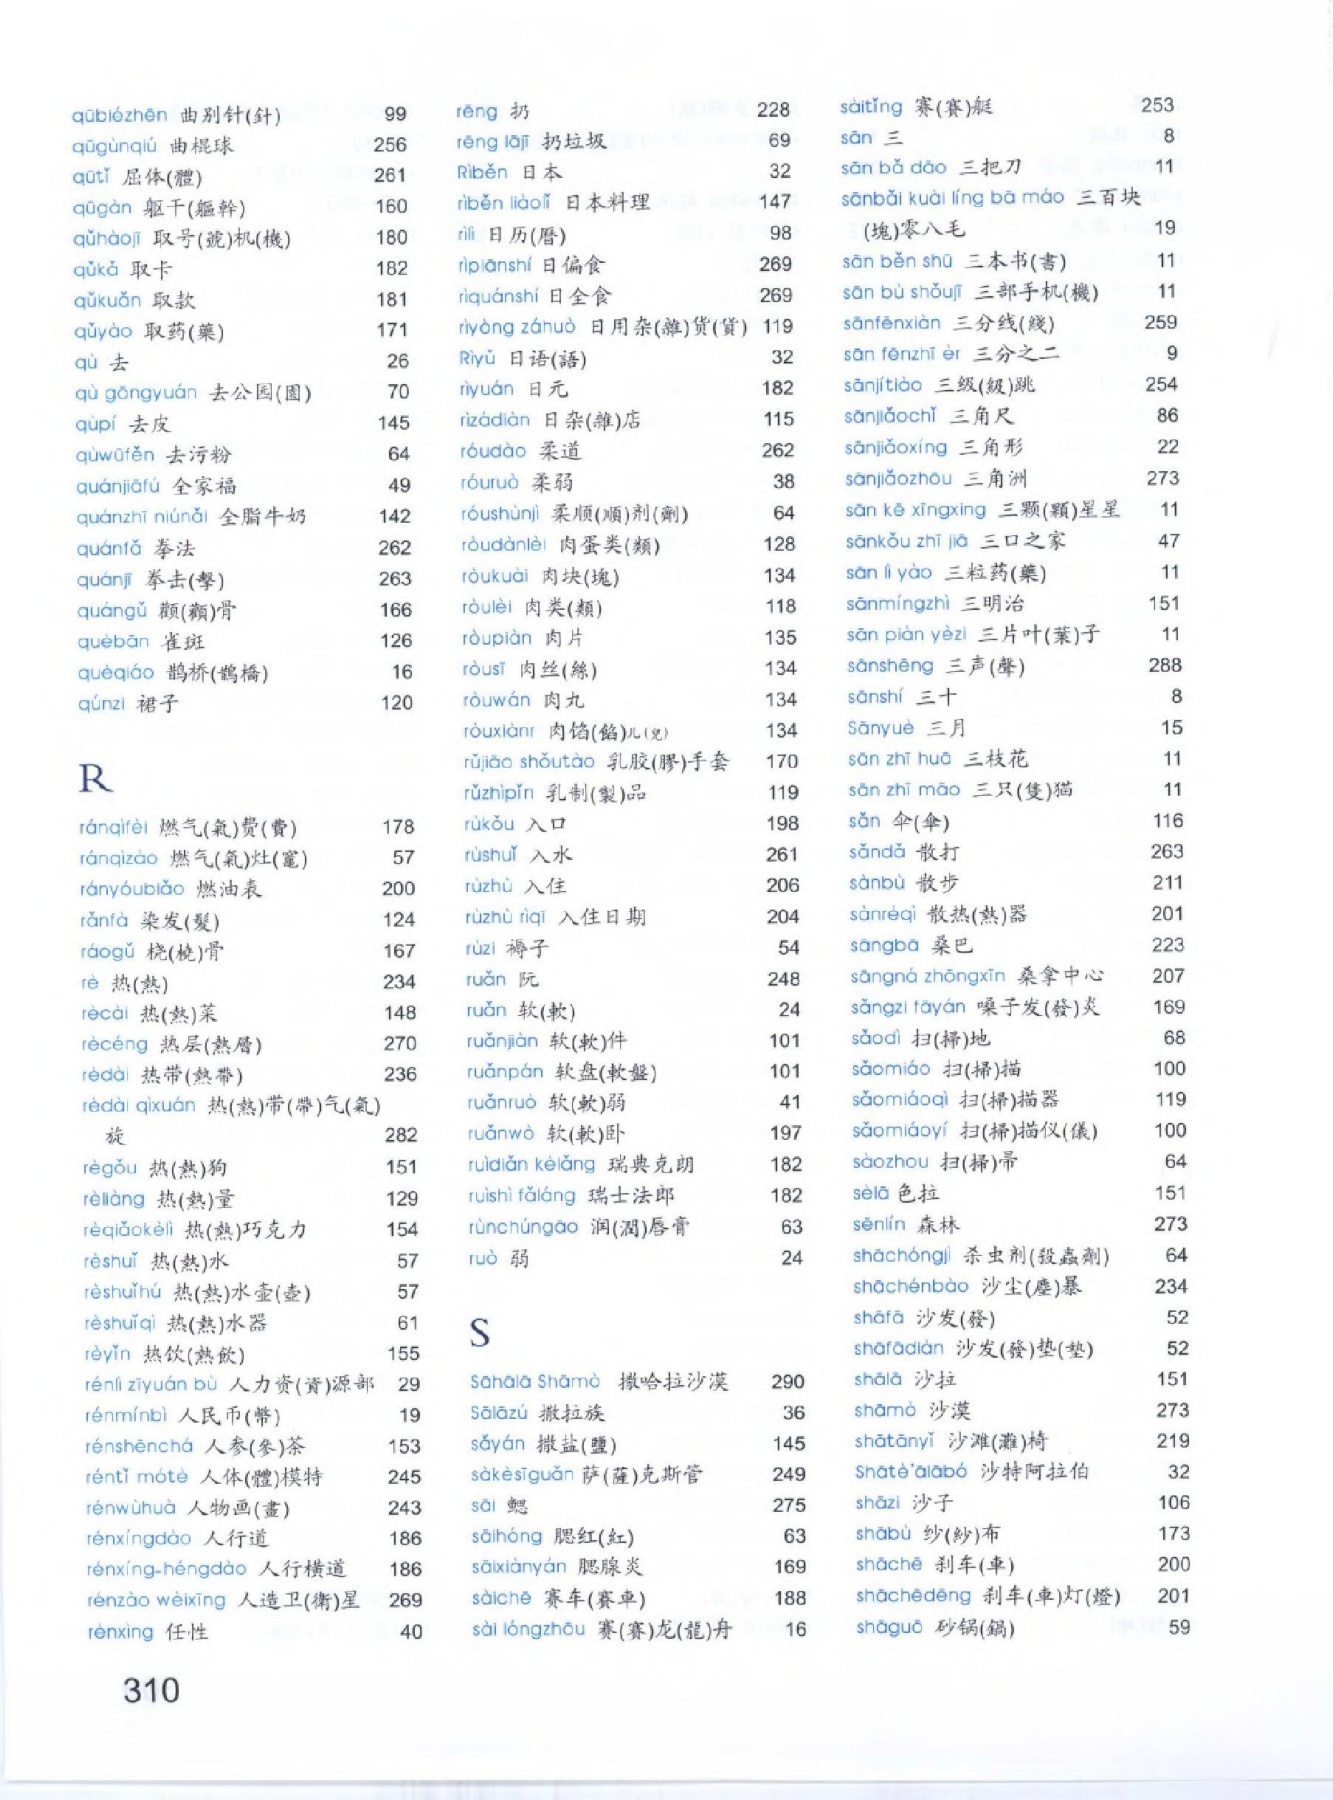 qūbiézhēn 曲别针(針) 99
qūgùnqiú 曲棍球 256
qūtǐ 屈体(體) 261
qūgàn 躯干(軀幹) 160
qǔhàojī 取号(號)机(機) 180
qǔkǎ 取卡 182
qǔkuǎn 取款 181
qǔyào 取药(藥) 171
qù 去 26
qù gōngyuán 去公园(園) 70
qùpí 去皮 145
qùwūfěn 去污粉 64
quánjiāfú 全家福 49
quánzhī niúnǎi 全脂牛奶 142
quánfǎ 拳法 262
quánjī 拳击(擊) 263
quángǔ 颧(顴)骨 166
quèbān 雀斑 126
quèqiáo 鹊桥(鵲橋) 16
qúnzi 裙子 120
R
ránqìfèi 燃气(氣)费(費) 178
ránqìzào 燃气(氣)灶(竈) 57
rányóubiǎo 燃油表 200
rǎnfà 染发(髮) 124
ráogǔ 桡(橈)骨 167
rè 热(熱) 234
rècài 热(熱)菜 148
rècéng 热层(熱層) 270
rèdài 热带(熱帶) 236
rèdài qìxuán 热(熱)带(帶)气(氣)
旋 282
règǒu 热(熱)狗 151
rèliàng 热(熱)量 129
rèqiǎokèlì 热(熱)巧克力 154
rèshuǐ 热(熱)水 57
rèshuǐhú 热(熱)水壶(壺) 57
rèshuǐqì 热(熱)水器 61
rèyǐn 热饮(熱飲) 155
rénlì zīyuán bù 人力资(資)源部 29
rénmínbì 人民币(幣) 19
rénshēnchá 人参(參)茶 153
réntǐ mótè 人体(體)模特 245
rénwùhuà 人物画(畫) 243
rénxíngdào 人行道 186
rénxíng-héngdào 人行横道 186
rénzào wèixīng 人造卫(衛)星 269
rènxìng 任性 40
rēng 扔 228
rēng lājī 扔垃圾 69
Rìběn 日本 32
rìběn liàolǐ 日本料理 147
rìlì 日历(曆) 98
rìpiānshí 日偏食 269
rìquánshí 日全食 269
rìyòng záhuò 日用杂(雜)货(貨) 119
Rìyǔ 日语(語) 32
rìyuán 日元 182
rìzádiàn 日杂(雜)店 115
róudào 柔道 262
róuruò 柔弱 38
róushùnjì 柔顺(順)剂(劑) 64
ròudànlèi 肉蛋类(類) 128
ròukuài 肉块(塊) 134
ròulèi 肉类(類) 118
ròupiàn 肉片 135
ròusī 肉丝(絲) 134
ròuwán 肉丸 134
ròuxiànr 肉馅(餡)儿(兒) 134
rǔjiāo shǒutào 乳胶(膠)手套 170
rǔzhìpǐn 乳制(製)品 119
rùkǒu 入口 198
rùshuǐ 入水 261
rùzhù 入住 206
rùzhù rìqī 入住日期 204
rùzi 褥子 54
ruǎn 阮 248
ruǎn 软(軟) 24
ruǎnjiàn 软(軟)件 101
ruǎnpán 软盘(軟盤) 101
ruǎnruò 软(軟)弱 41
ruǎnwò 软(軟)卧 197
ruìdiǎn kèlǎng 瑞典克朗 182
ruìshì fǎláng 瑞士法郎 182
rùnchúngāo 润(潤)唇膏 63
ruò 弱 24
S
Sāhālā Shāmò 撒哈拉沙漠 290
Sālāzú 撒拉族 36
sǎyán 撒盐(鹽) 145
sàkèsīguǎn 萨(薩)克斯管 249
sāi 鳃 275
sāihóng 腮红(紅) 63
sāixiànyán 腮腺炎 169
sàichē 赛车(賽車) 188
sài lóngzhōu 赛(賽)龙(龍)舟 16
sàitǐng 赛(賽)艇 253
sān 三 8
sān bǎ dāo 三把刀 11
sānbǎi kuài líng bā máo 三百块
(塊)零八毛 19
sān běn shū 三本书(書) 11
sān bù shǒujī 三部手机(機) 11
sānfēnxiàn 三分线(綫) 259
sān fēnzhī èr 三分之二 9
sānjítiào 三级(級)跳 254
sānjiǎochǐ 三角尺 86
sānjiǎoxíng 三角形 22
sānjiǎozhōu 三角洲 273
sān kē xīngxing 三颗(顆)星星 11
sānkǒu zhī jiā 三口之家 47
sān lì yào 三粒药(藥) 11
sānmíngzhì 三明治 151
sān piàn yèzi 三片叶(葉)子 11
sānshēng 三声(聲) 288
sānshí 三十 8
Sānyuè 三月 15
sān zhī huā 三枝花 11
sān zhī māo 三只(隻)猫 11
sǎn 伞(傘) 116
sǎndǎ 散打 263
sànbù 散步 211
sànrèqì 散热(熱)器 201
sāngbā 桑巴 223
sāngná zhōngxīn 桑拿中心 207
sǎngzi fāyán 嗓子发(發)炎 169
sǎodì 扫(掃)地 68
sǎomiáo 扫(掃)描 100
sǎomiáoqì 扫(掃)描器 119
sǎomiáoyí 扫(掃)描仪(儀) 100
sàozhou 扫(掃)帚 64
sèlā 色拉 151
sēnlín 森林 273
shāchóngjì 杀虫剂(殺蟲劑) 64
shāchénbào 沙尘(塵)暴 234
shāfā 沙发(發) 52
shāfādiàn 沙发(發)垫(墊) 52
shālā 沙拉 151
shāmò 沙漠 273
shātānyǐ 沙滩(灘)椅 219
Shātè'ālābó 沙特阿拉伯 32
shāzi 沙子 106
shābù 纱(紗)布 173
shāchē 刹车(車) 200
shāchēdēng 刹车(車)灯(燈) 201
shāguō 砂锅(鍋) 59
310